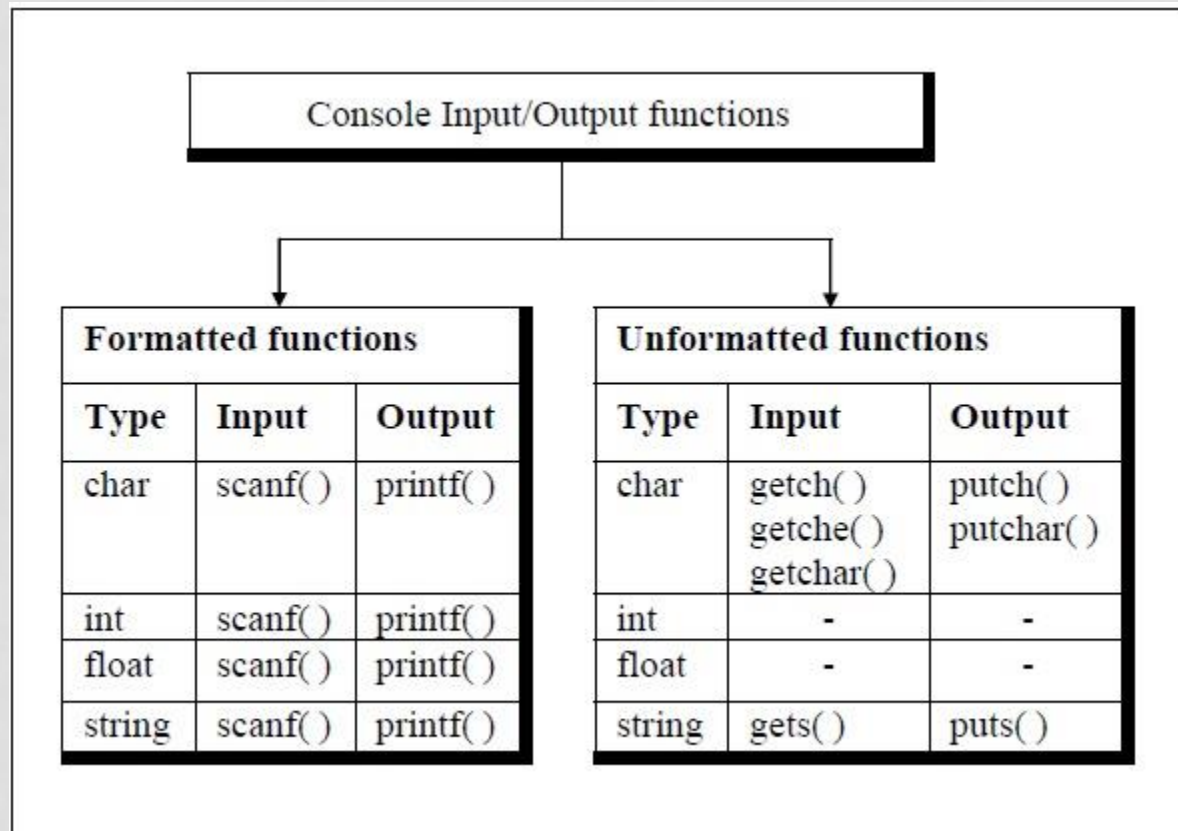 Console Input/Output functions
Formatted functions
Type Input Output
char scanf( ) printf( )
int scanf( ) printf( )
float scanf( ) printf( )
string scanf( ) printf( )
Unformatted functions
Type Input Output
char getch( ) putch( )
getche( ) putchar( )
getchar( )
int - -
float - -
string gets( ) puts( )